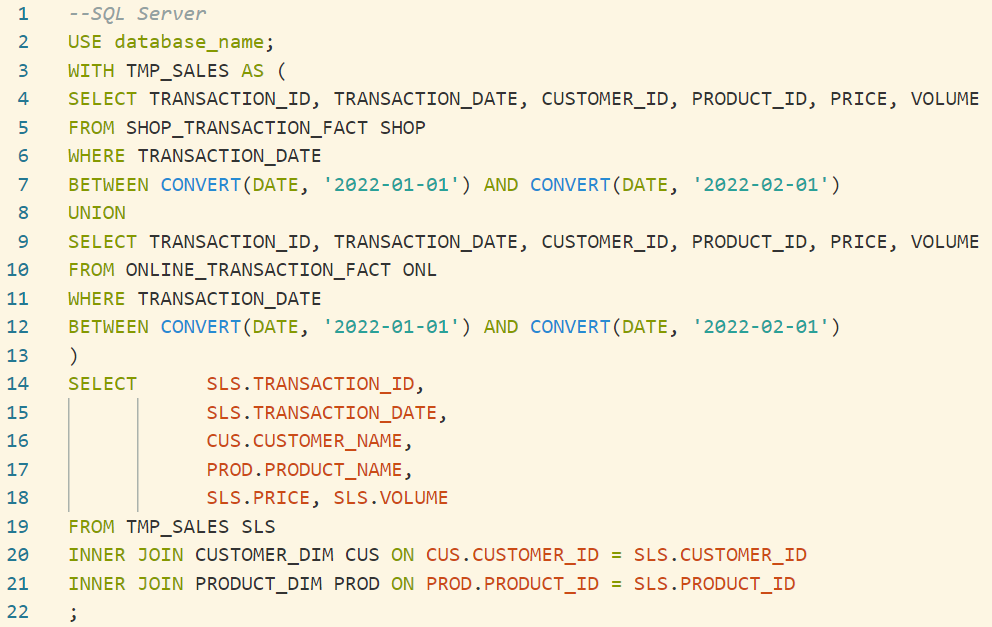 1 --SQL Server
2 USE database_name;
3 WITH TMP_SALES AS (
4 SELECT TRANSACTION_ID, TRANSACTION_DATE, CUSTOMER_ID, PRODUCT_ID, PRICE, VOLUME
5 FROM SHOP_TRANSACTION_FACT SHOP
6 WHERE TRANSACTION_DATE
7 BETWEEN CONVERT(DATE, '2022-01-01') AND CONVERT(DATE, '2022-02-01')
8 UNION
9 SELECT TRANSACTION_ID, TRANSACTION_DATE, CUSTOMER_ID, PRODUCT_ID, PRICE, VOLUME
10 FROM ONLINE_TRANSACTION_FACT ONL
11 WHERE TRANSACTION_DATE
12 BETWEEN CONVERT(DATE, '2022-01-01') AND CONVERT(DATE, '2022-02-01')
13 )
14 SELECT SLS.TRANSACTION_ID,
15 SLS.TRANSACTION_DATE,
16 CUS.CUSTOMER_NAME,
17 PROD.PRODUCT_NAME,
18 SLS.PRICE, SLS.VOLUME
19 FROM TMP_SALES SLS
20 INNER JOIN CUSTOMER_DIM CUS ON CUS.CUSTOMER_ID = SLS.CUSTOMER_ID
21 INNER JOIN PRODUCT_DIM PROD ON PROD.PRODUCT_ID = SLS.PRODUCT_ID
22 ;